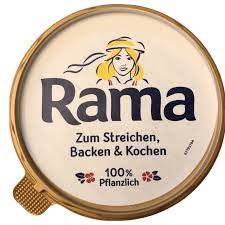 Rama
Zum Streichen,
Backen & Kochen
100%
Pflanzlich